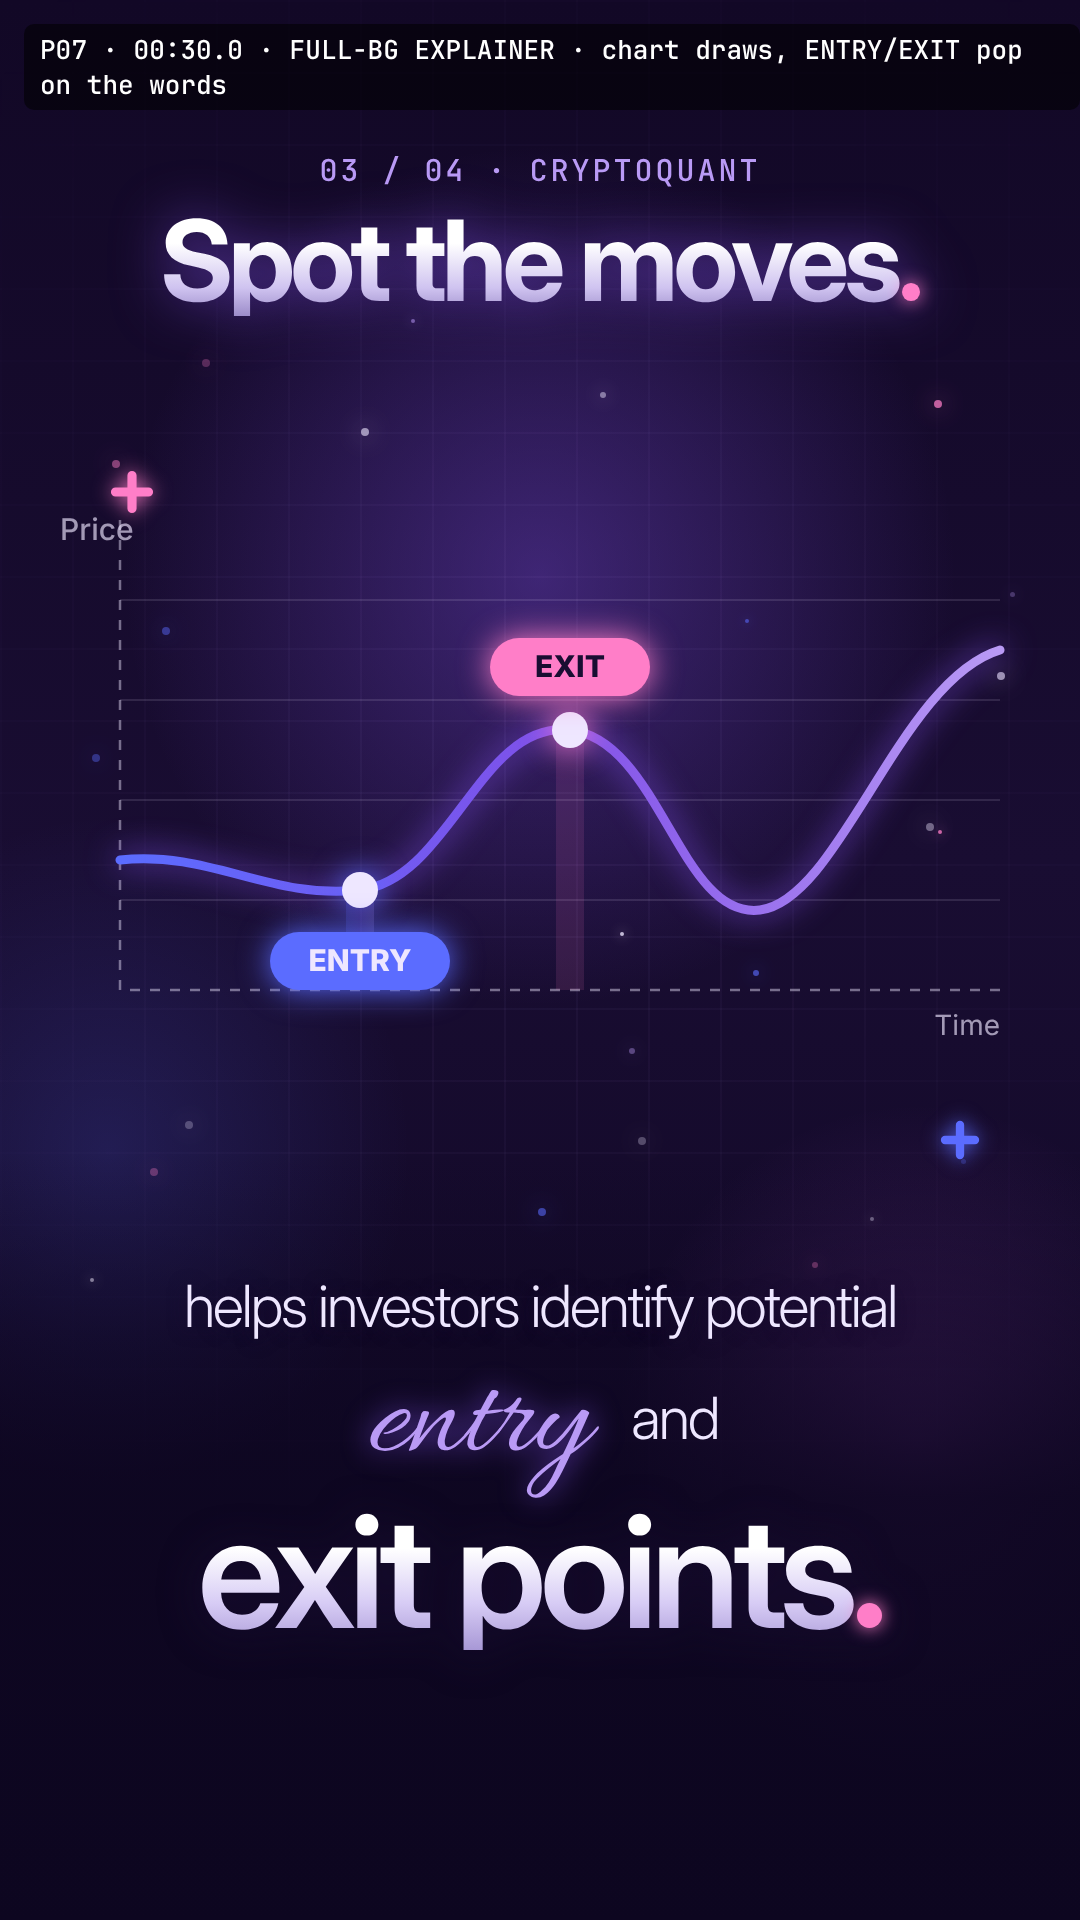 P07 · 00:30.0 · FULL-BG EXPLAINER · chart draws, ENTRY/EXIT pop
on the words
03 / 04 · CRYPTOQUANT
Spot the moves.
Price
EXIT
ENTRY
Time
helps investors identify potential
entry and
exit points.